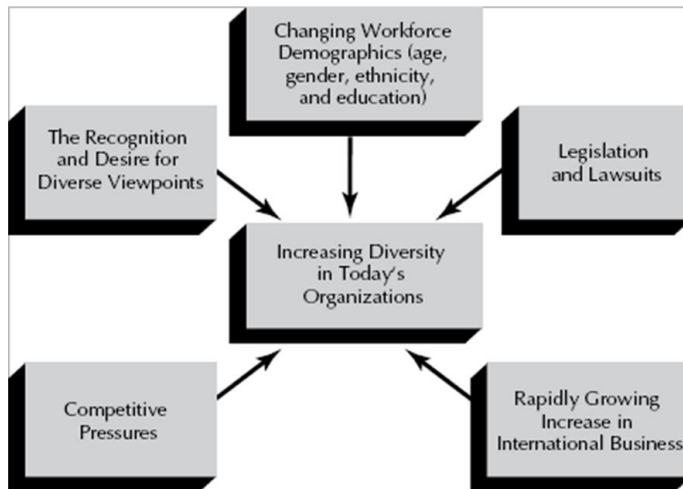 Changing Workforce
Demographics (age,
gender, ethnicity,
and education)
The Recognition
and Desire for
Diverse Viewpoints
Legislation
and Lawsuits
Increasing Diversity
in Today's
Organizations
Competitive
Pressures
Rapidly Growing
Increase in
International Business